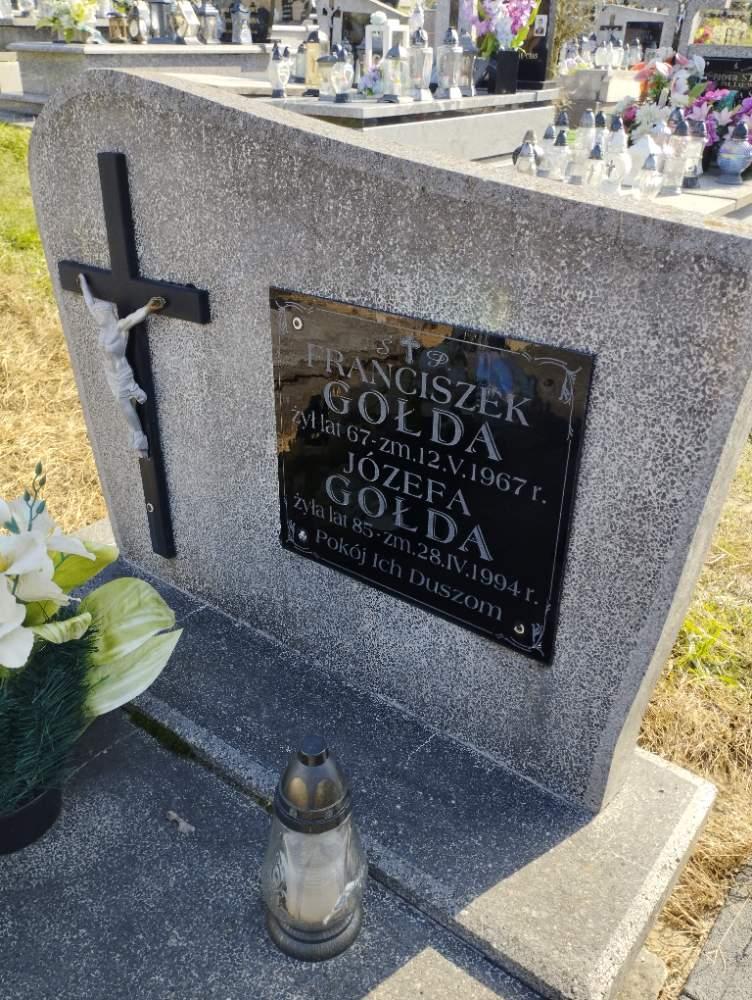 Ś P
FRANCISZEK
GOŁDA
żył lat 67-zm.12.V.1967 r.
JÓZEFA
GOŁDA
żyła lat 85-zm.28.IV.1994 r.
Pokój Ich Duszom